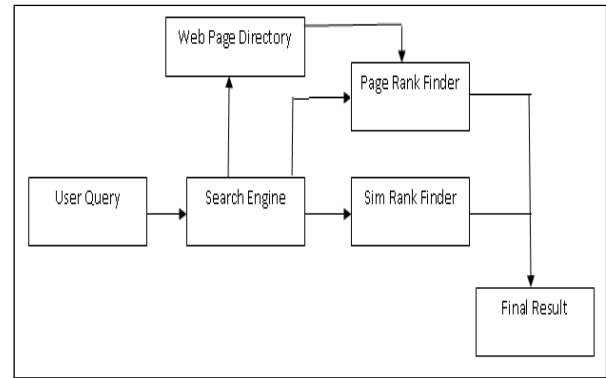 Web Page Directory
Page Rank Finder
User Query
Search Engine
Sim Rank Finder
Final Result